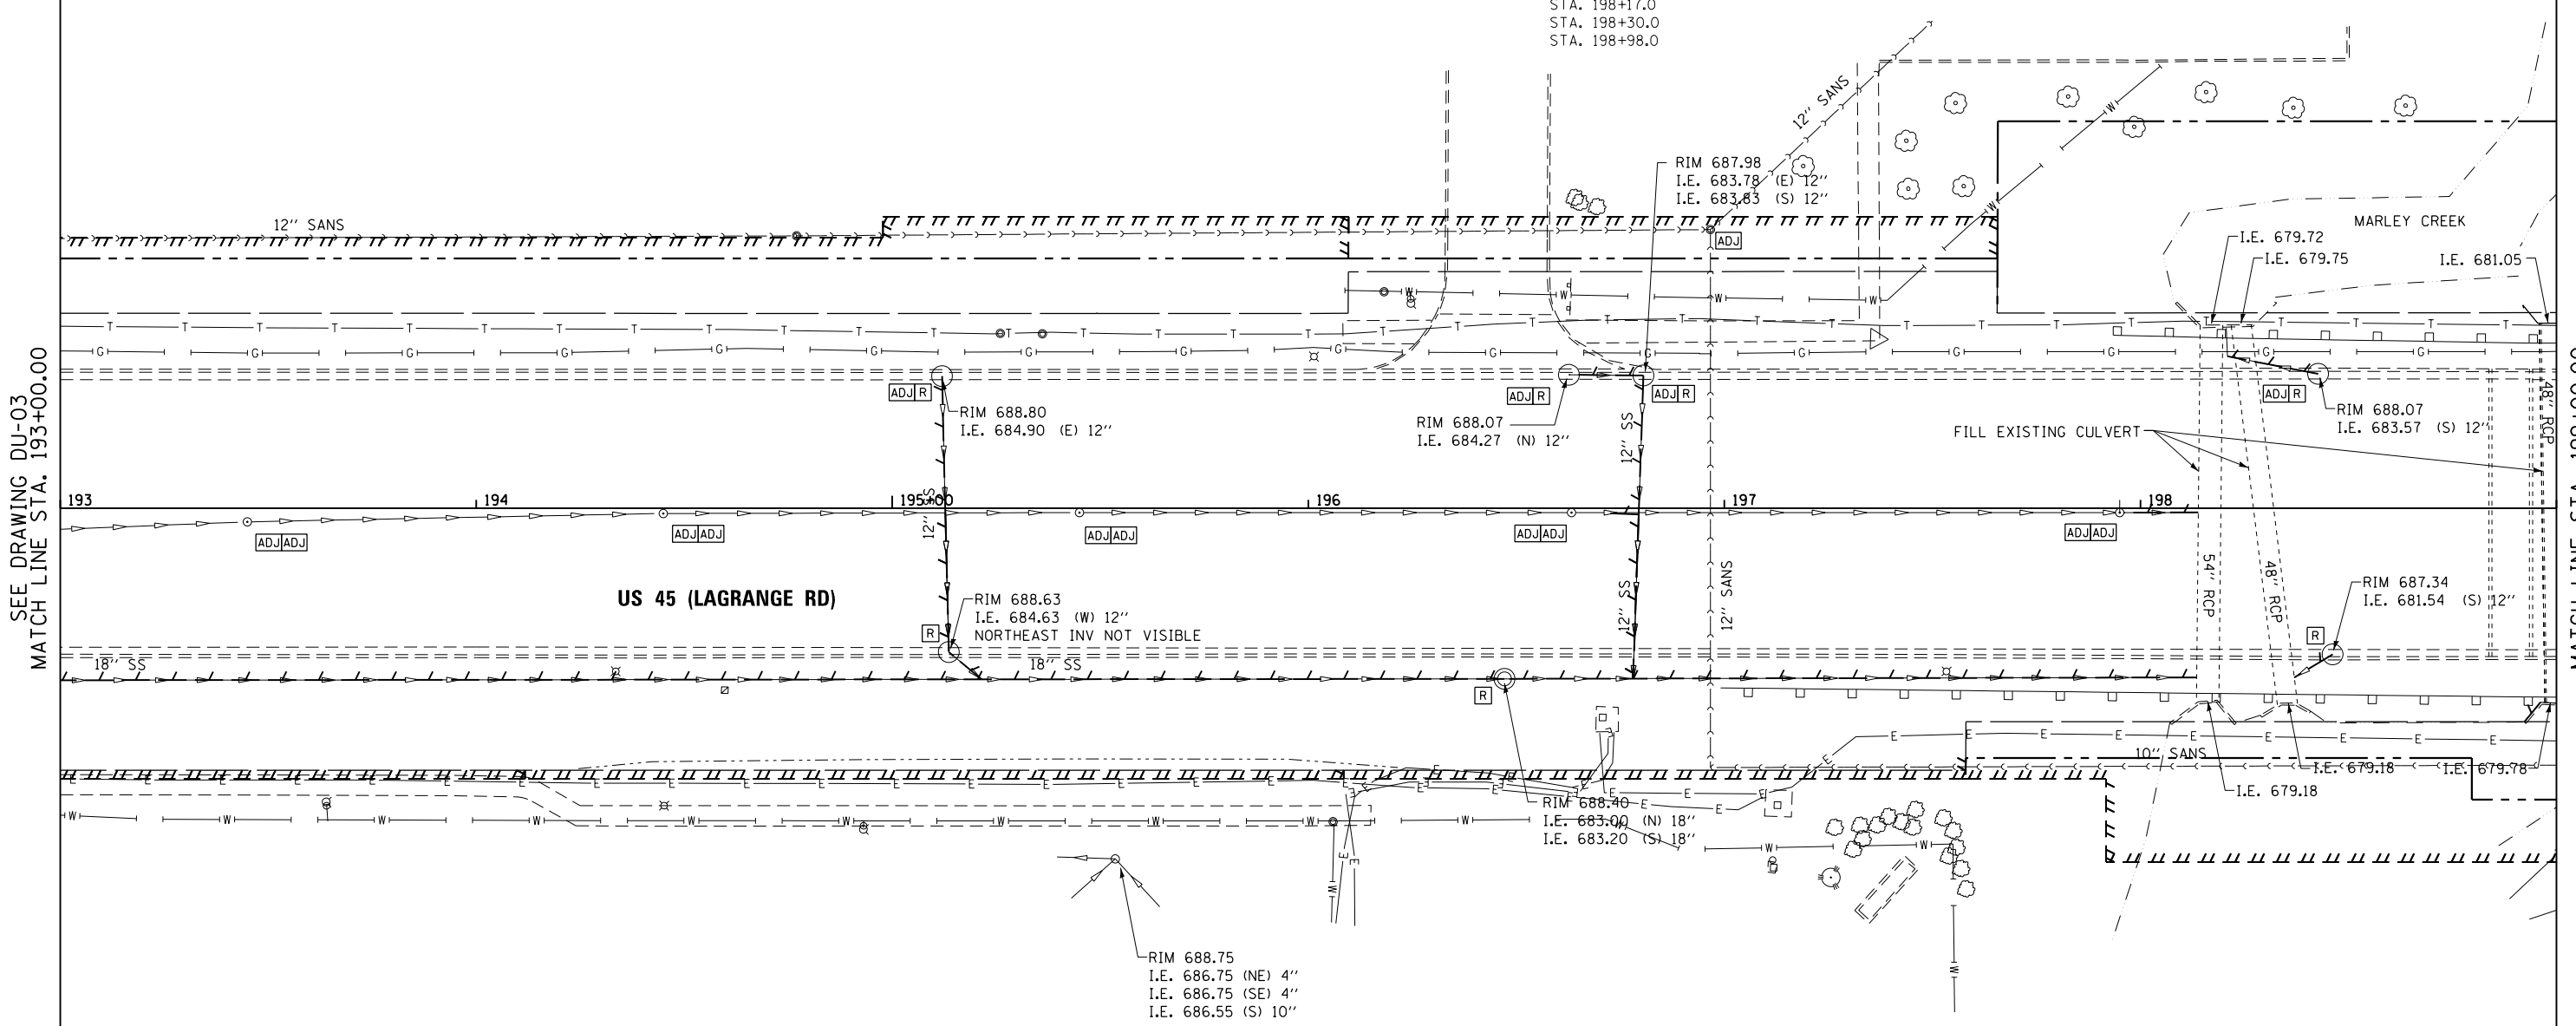 STA. 198+17.0
STA. 198+30.0
STA. 198+98.0
12'' SANS
RIM 687.98
I.E. 683.78 (E) 12''
I.E. 683.83 (S) 12''
12'' SANS
ADJ
MARLEY CREEK
I.E. 679.72
I.E. 679.75
I.E. 681.05
SEE DRAWING DU-03
MATCH LINE STA. 193+00.00
ADJ R
RIM 688.80
I.E. 684.90 (E) 12''
ADJ R
ADJ R
RIM 688.07
I.E. 684.27 (N) 12''
ADJ R
RIM 688.07
I.E. 683.57 (S) 12''
48'' RCP
FILL EXISTING CULVERT
12'' SS
12'' SS
193
194
195+00
196
197
198
ADJ ADJ
ADJ ADJ
ADJ ADJ
ADJ ADJ
ADJ ADJ
US 45 (LAGRANGE RD)
R
RIM 688.63
I.E. 684.63 (W) 12''
NORTHEAST INV NOT VISIBLE
12'' SS
12'' SANS
54'' RCP
48'' RCP
RIM 687.34
I.E. 681.54 (S) 12''
R
18'' SS
18'' SS
R
10'' SANS
I.E. 679.18
I.E. 679.78
I.E. 679.18
RIM 688.40
I.E. 683.00 (N) 18''
I.E. 683.20 (S) 18''
RIM 688.75
I.E. 686.75 (NE) 4''
I.E. 686.75 (SE) 4''
I.E. 686.55 (S) 10''
T T T T T T T T T T T T T T T T T T T T T T T T T T T T T T T T T
G G G G G G G G G G G G G G G G
W W W W W W
E E E E E E E E E E E E E E E E
W W W W W W W W W W W W W W